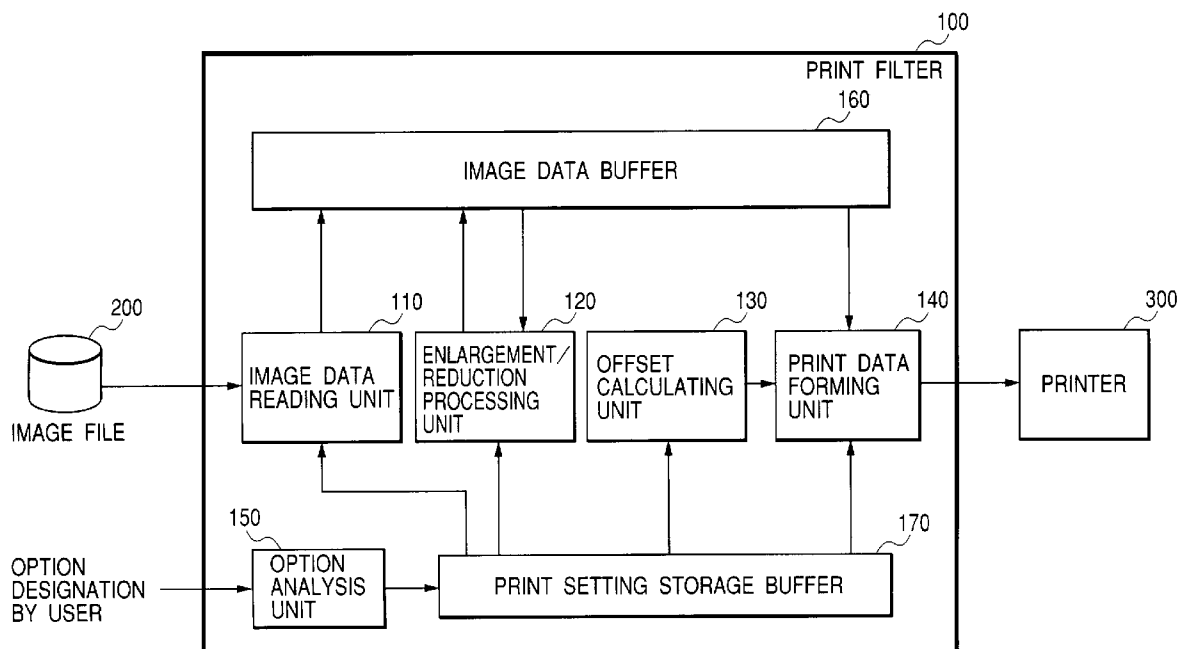 100
PRINT FILTER
160
IMAGE DATA BUFFER
200
IMAGE FILE
110
IMAGE DATA
READING UNIT
120
ENLARGEMENT/
REDUCTION
PROCESSING
UNIT
130
OFFSET
CALCULATING
UNIT
140
PRINT DATA
FORMING
UNIT
300
PRINTER
OPTION
DESIGNATION
BY USER
150
OPTION
ANALYSIS
UNIT
170
PRINT SETTING STORAGE BUFFER